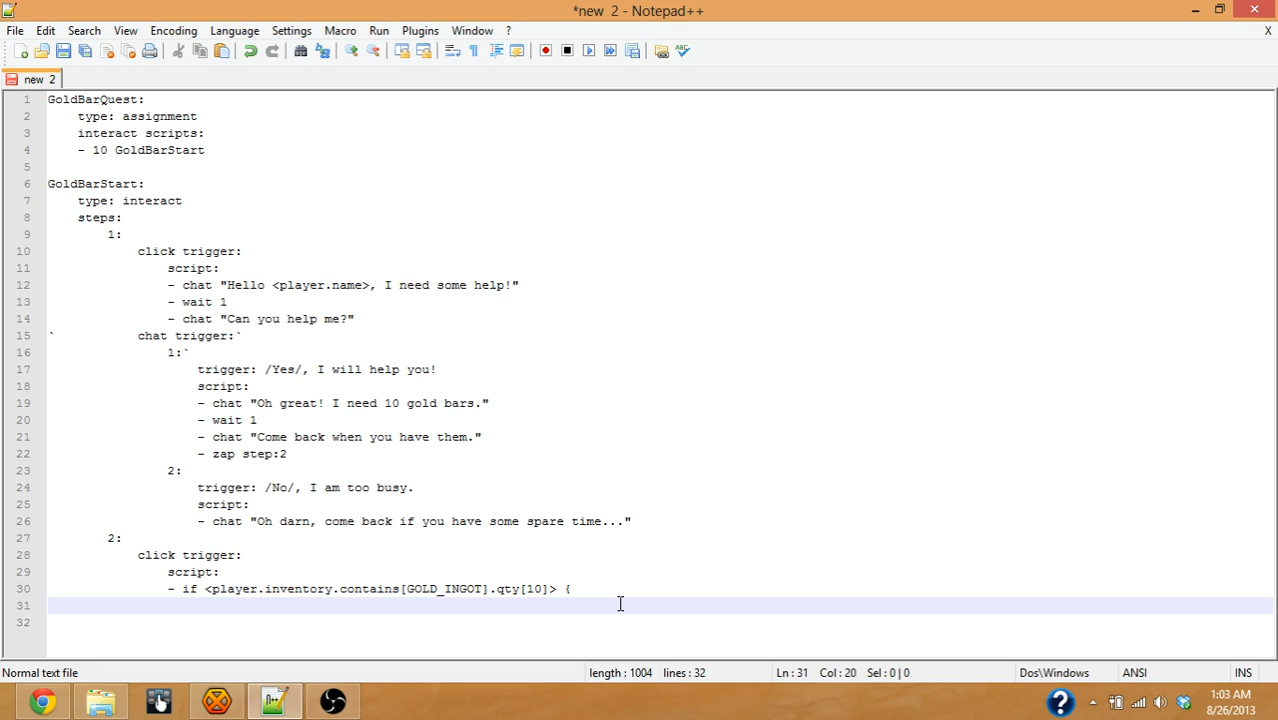 *new 2 - Notepad++
File Edit Search View Encoding Language Settings Macro Run Plugins Window ? X
new 2
1 GoldBarQuest:
2 type: assignment
3 interact scripts:
4 - 10 GoldBarStart
5
6 GoldBarStart:
7 type: interact
8 steps:
9 1:
10 click trigger:
11 script:
12 - chat "Hello <player.name>, I need some help!"
13 - wait 1
14 - chat "Can you help me?"
15 ` chat trigger:`
16 1:`
17 trigger: /Yes/, I will help you!
18 script:
19 - chat "Oh great! I need 10 gold bars."
20 - wait 1
21 - chat "Come back when you have them."
22 - zap step:2
23 2:
24 trigger: /No/, I am too busy.
25 script:
26 - chat "Oh darn, come back if you have some spare time..."
27 2:
28 click trigger:
29 script:
30 - if <player.inventory.contains[GOLD_INGOT].qty[10]> {
31
32
Normal text file length : 1004 lines : 32 Ln : 31 Col : 20 Sel : 0 | 0 Dos\Windows ANSI INS
1:03 AM
8/26/2013